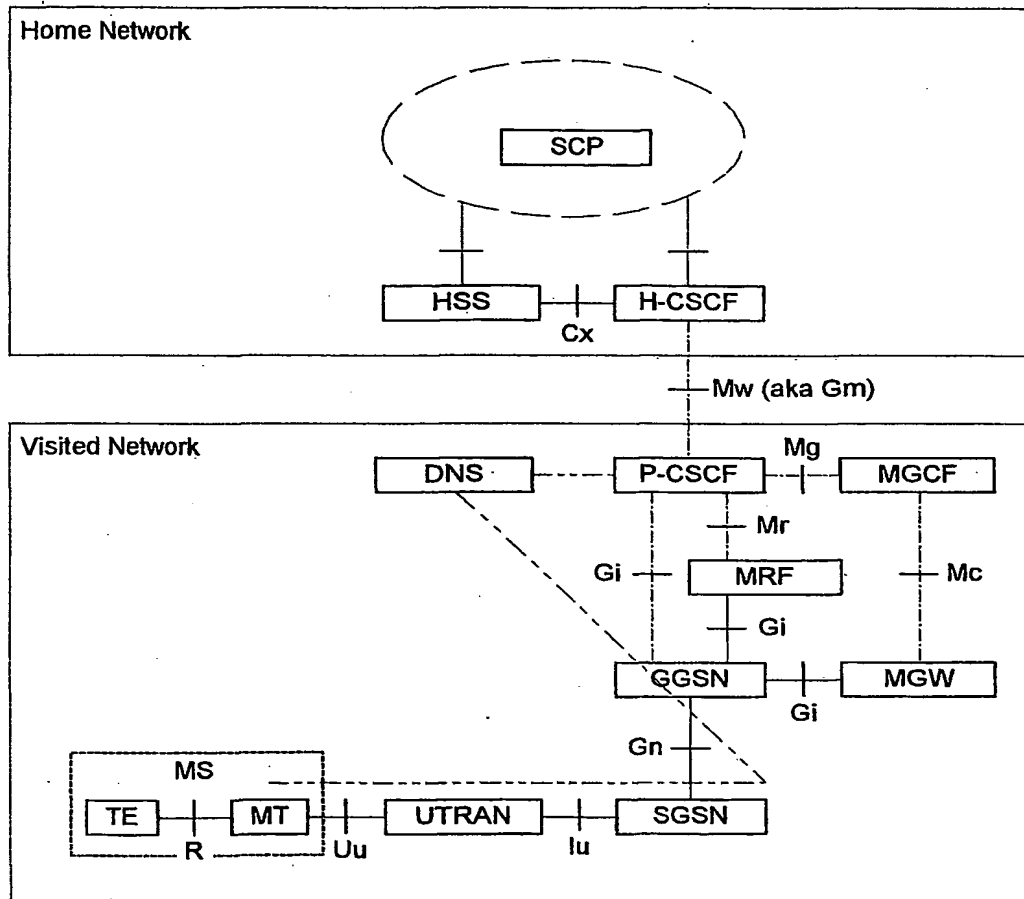 Home Network
SCP
HSS
H-CSCF
Cx
Mw (aka Gm)
Visited Network
DNS
P-CSCF
Mg
MGCF
Mr
Gi
MRF
Mc
Gi
GGSN
MGW
Gi
Gn
MS
TE
MT
UTRAN
SGSN
R
Uu
Iu